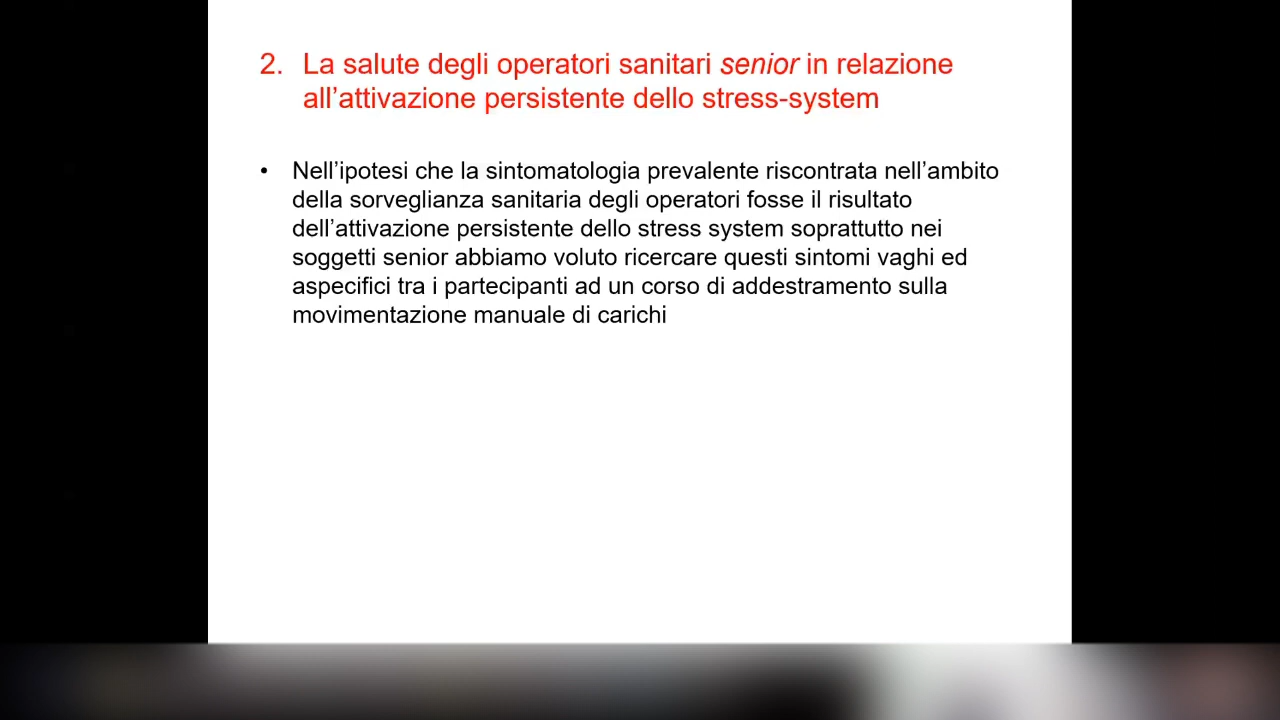 2. La salute degli operatori sanitari senior in relazione
all’attivazione persistente dello stress-system
• Nell’ipotesi che la sintomatologia prevalente riscontrata nell’ambito
della sorveglianza sanitaria degli operatori fosse il risultato
dell’attivazione persistente dello stress system soprattutto nei
soggetti senior abbiamo voluto ricercare questi sintomi vaghi ed
aspecifici tra i partecipanti ad un corso di addestramento sulla
movimentazione manuale di carichi